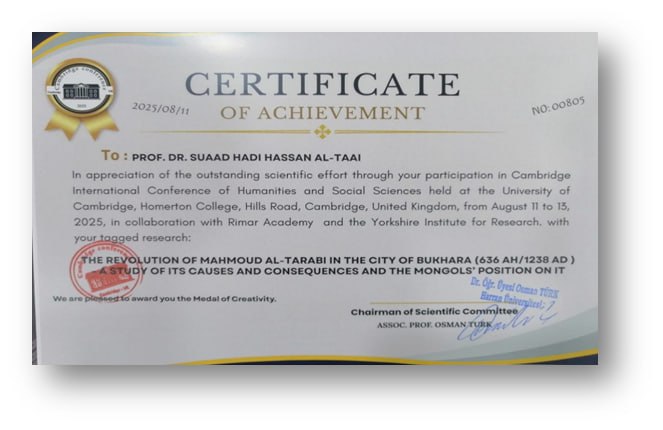 Cambridge conference
2025
2025/08/11
CERTIFICATE
OF ACHIEVEMENT
NO: 00805
To : PROF. DR. SUAAD HADI HASSAN AL-TAAI
In appreciation of the outstanding scientific effort through your participation in Cambridge
International Conference of Humanities and Social Sciences held at the University of
Cambridge, Homerton College, Hills Road, Cambridge, United Kingdom, from August 11 to 13,
2025, in collaboration with Rimar Academy and the Yorkshire Institute for Research. with
your tagged research:
THE REVOLUTION OF MAHMOUD AL-TARABI IN THE CITY OF BUKHARA (636 AH/1238 AD )
A STUDY OF ITS CAUSES AND CONSEQUENCES AND THE MONGOLS' POSITION ON IT
Cambridge conference
We are pleased to award you the Medal of Creativity.
Dr. Öğr. Üyesi Osman TÜRK
Harran Üniversitesi
Chairman of Scientific Committee
ASSOC. PROF. OSMAN TURK